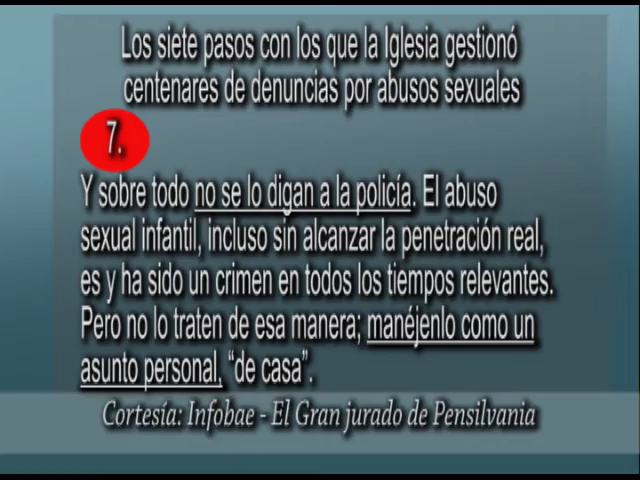 Los siete pasos con los que la Iglesia gestionó
centenares de denuncias por abusos sexuales
7.
Y sobre todo no se lo digan a la policía. El abuso
sexual infantil, incluso sin alcanzar la penetración real,
es y ha sido un crimen en todos los tiempos relevantes.
Pero no lo traten de esa manera; manéjenlo como un
asunto personal, “de casa”.
Cortesía: Infobae - El Gran jurado de Pensilvania